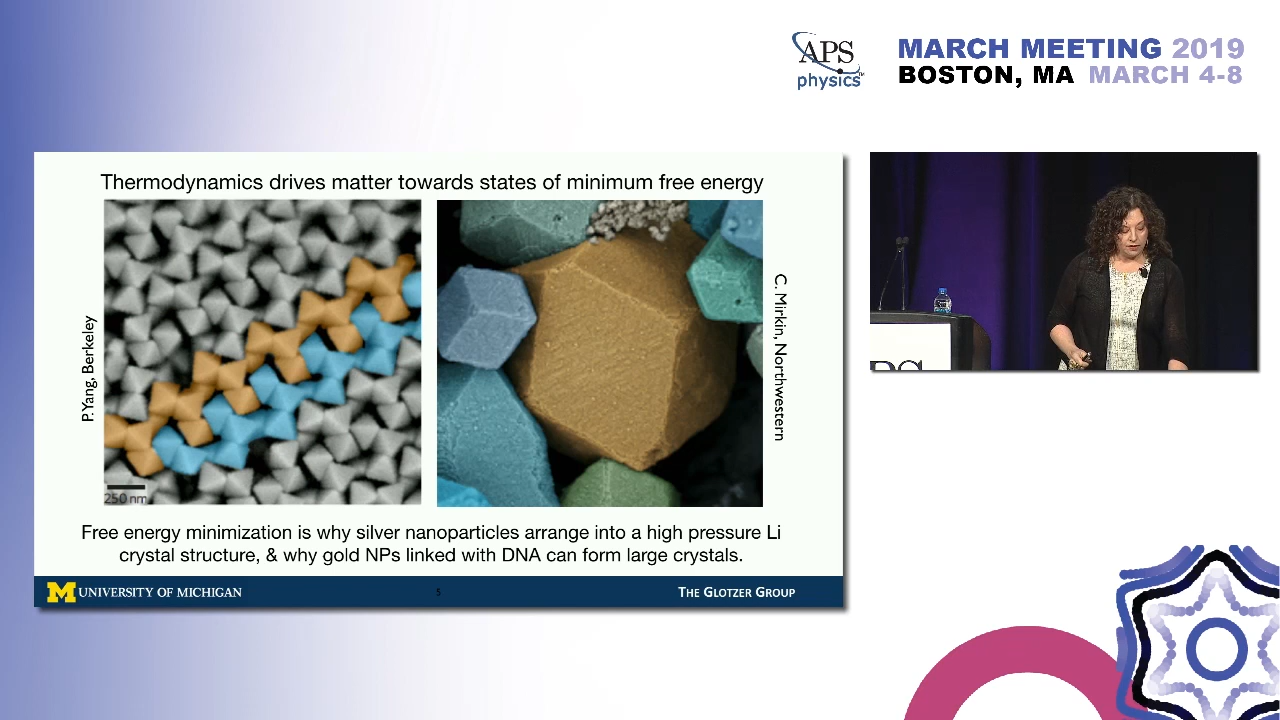 APS
physics™
MARCH MEETING 2019
BOSTON, MA MARCH 4-8
Thermodynamics drives matter towards states of minimum free energy
P.Yang, Berkeley
250 nm
C. Mirkin, Northwestern
Free energy minimization is why silver nanoparticles arrange into a high pressure Li
crystal structure, & why gold NPs linked with DNA can form large crystals.
M UNIVERSITY OF MICHIGAN
5
THE GLOTZER GROUP